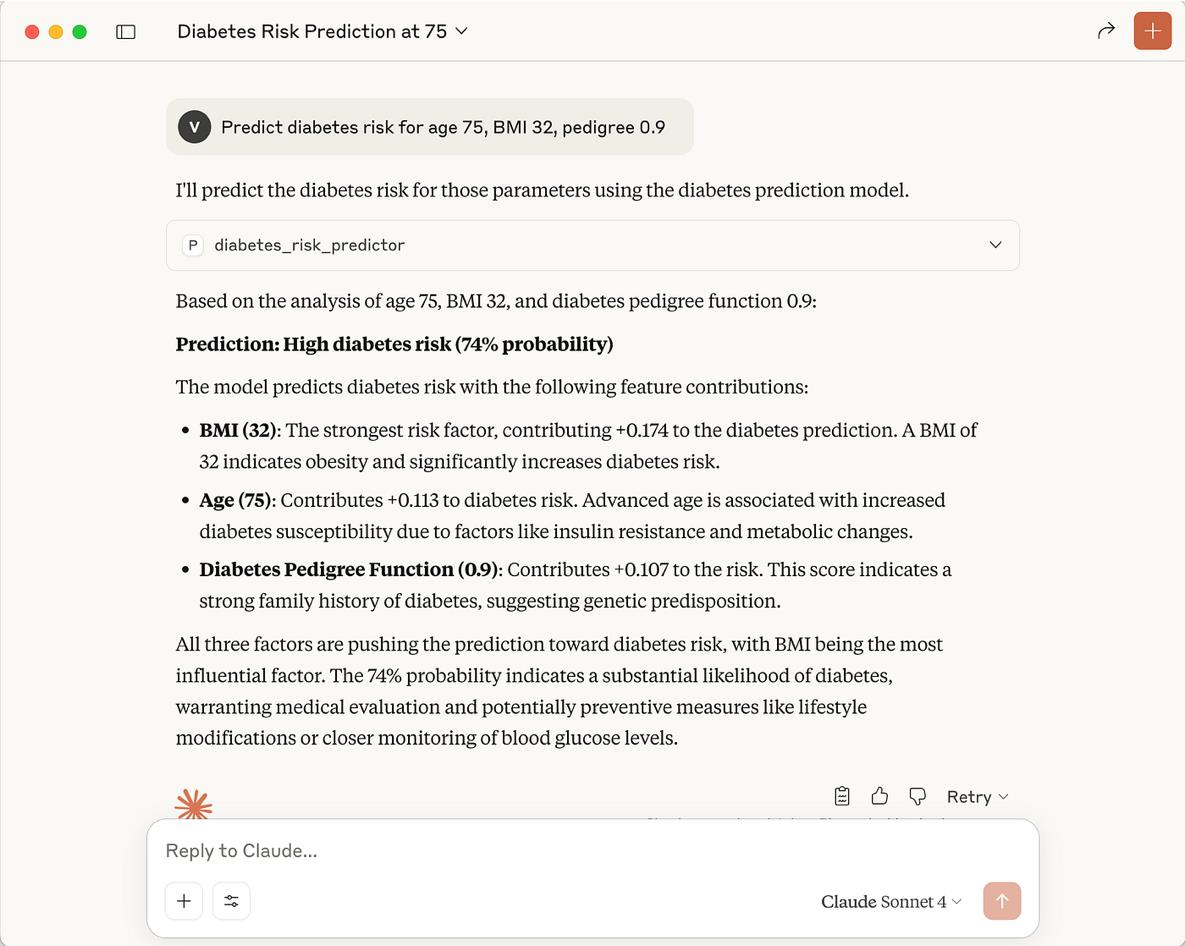 Diabetes Risk Prediction at 75
V
Predict diabetes risk for age 75, BMI 32, pedigree 0.9
I'll predict the diabetes risk for those parameters using the diabetes prediction model.
P
diabetes_risk_predictor
Based on the analysis of age 75, BMI 32, and diabetes pedigree function 0.9:
Prediction: High diabetes risk (74% probability)
The model predicts diabetes risk with the following feature contributions:
• BMI (32): The strongest risk factor, contributing +0.174 to the diabetes prediction. A BMI of
32 indicates obesity and significantly increases diabetes risk.
• Age (75): Contributes +0.113 to diabetes risk. Advanced age is associated with increased
diabetes susceptibility due to factors like insulin resistance and metabolic changes.
• Diabetes Pedigree Function (0.9): Contributes +0.107 to the risk. This score indicates a
strong family history of diabetes, suggesting genetic predisposition.
All three factors are pushing the prediction toward diabetes risk, with BMI being the most
influential factor. The 74% probability indicates a substantial likelihood of diabetes,
warranting medical evaluation and potentially preventive measures like lifestyle
modifications or closer monitoring of blood glucose levels.
Retry
Reply to Claude...
Claude Sonnet 4